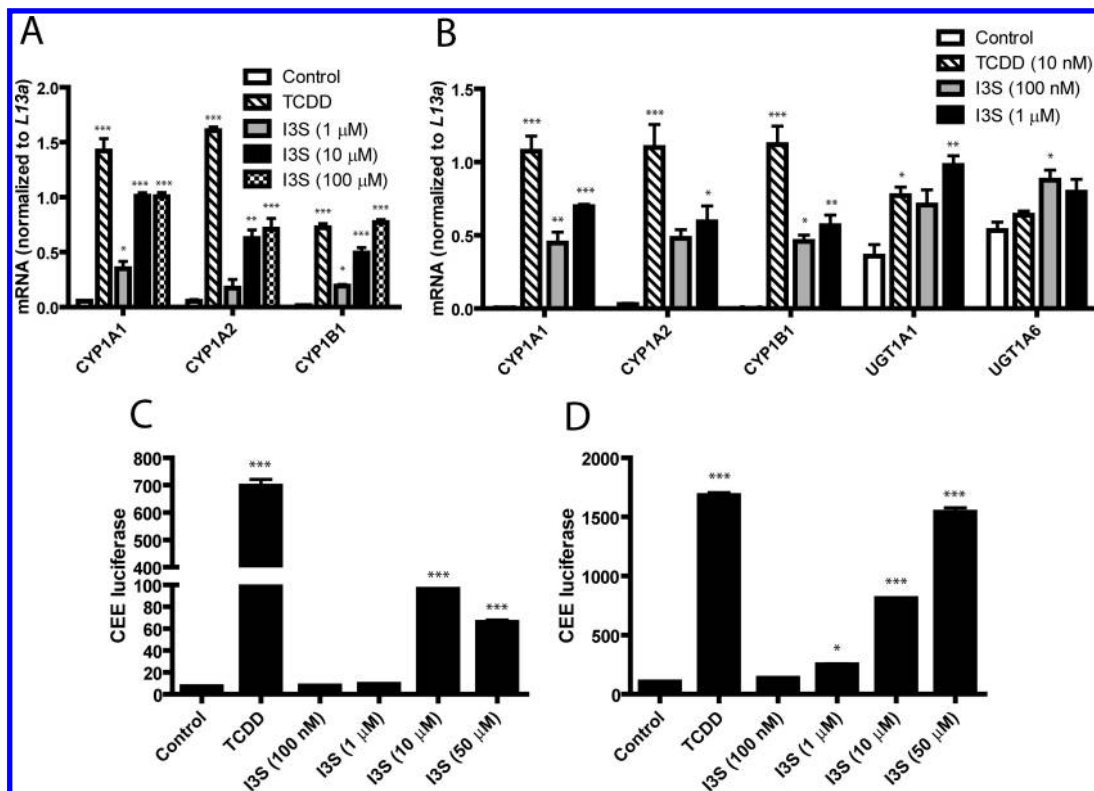 A
Control
TCDD
I3S (1 μM)
I3S (10 μM)
I3S (100 μM)
mRNA (normalized to L13a)
2.0
1.5
1.0
0.5
0.0
***
*
***
***
***
**
***
***
*
***
***
CYP1A1
CYP1A2
CYP1B1
B
Control
TCDD (10 nM)
I3S (100 nM)
I3S (1 μM)
mRNA (normalized to L13a)
1.5
1.0
0.5
0.0
***
**
***
***
*
***
*
**
*
**
*
CYP1A1
CYP1A2
CYP1B1
UGT1A1
UGT1A6
C
CEE luciferase
800
700
600
500
400
100
80
60
40
20
0
***
***
***
Control
TCDD
I3S (100 nM)
I3S (1 μM)
I3S (10 μM)
I3S (50 μM)
D
CEE luciferase
2000
1500
1000
500
0
***
*
***
***
Control
TCDD
I3S (100 nM)
I3S (1 μM)
I3S (10 μM)
I3S (50 μM)